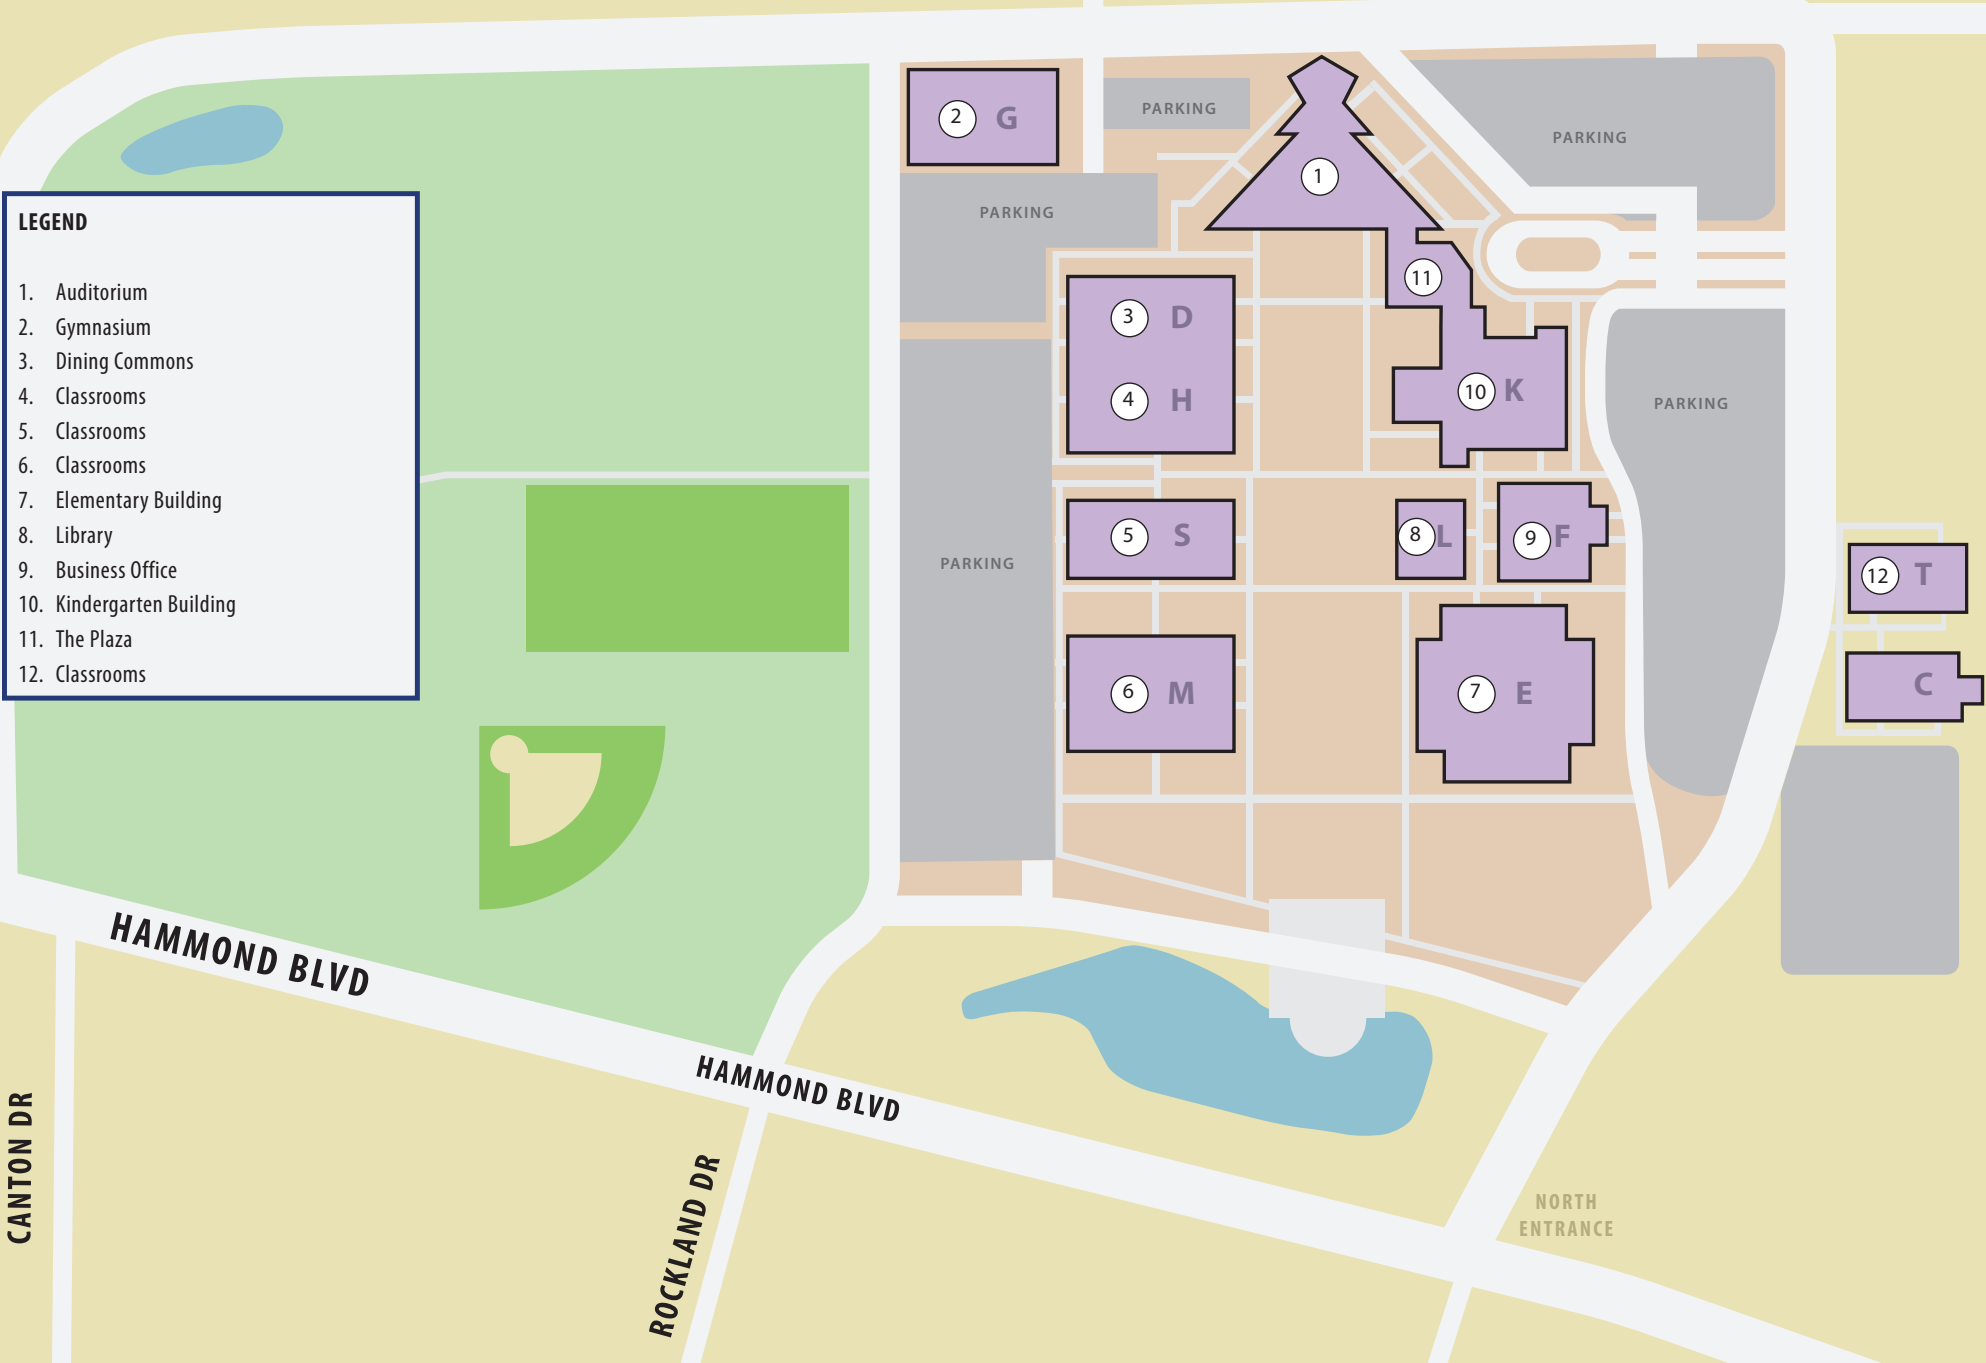 LEGEND
1. Auditorium
2. Gymnasium
3. Dining Commons
4. Classrooms
5. Classrooms
6. Classrooms
7. Elementary Building
8. Library
9. Business Office
10. Kindergarten Building
11. The Plaza
12. Classrooms
2 G
PARKING
PARKING
1
PARKING
11
3 D
4 H
10 K
PARKING
PARKING
5 S
8 L
9 F
12 T
6 M
7 E
C
HAMMOND BLVD
HAMMOND BLVD
CANTON DR
ROCKLAND DR
NORTH
ENTRANCE